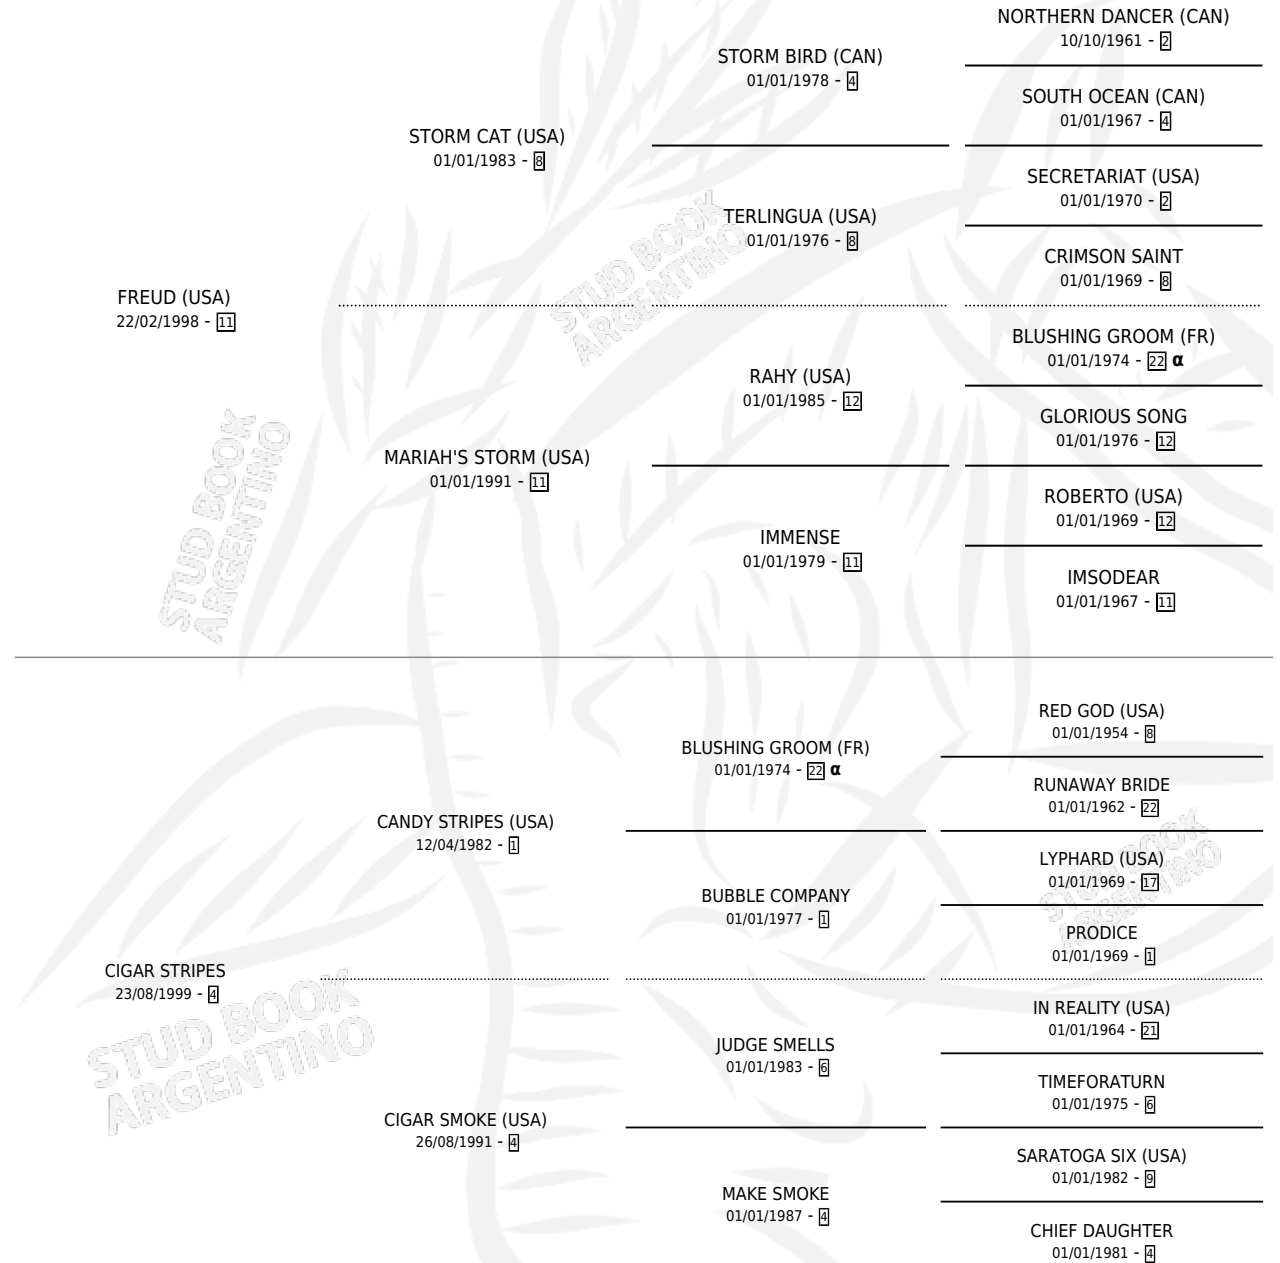 NORTHERN DANCER (CAN)
10/10/1961 - 2
STORM BIRD (CAN)
01/01/1978 - 4
SOUTH OCEAN (CAN)
01/01/1967 - 4
STORM CAT (USA)
01/01/1983 - 8
SECRETARIAT (USA)
01/01/1970 - 2
TERLINGUA (USA)
01/01/1976 - 8
CRIMSON SAINT
01/01/1969 - 8
FREUD (USA)
22/02/1998 - 11
BLUSHING GROOM (FR)
01/01/1974 - 22 α
RAHY (USA)
01/01/1985 - 12
GLORIOUS SONG
01/01/1976 - 12
MARIAH'S STORM (USA)
01/01/1991 - 11
ROBERTO (USA)
01/01/1969 - 12
IMMENSE
01/01/1979 - 11
IMSODEAR
01/01/1967 - 11
RED GOD (USA)
01/01/1954 - 8
BLUSHING GROOM (FR)
01/01/1974 - 22 α
RUNAWAY BRIDE
01/01/1962 - 22
CANDY STRIPES (USA)
12/04/1982 - 1
LYPHARD (USA)
01/01/1969 - 17
BUBBLE COMPANY
01/01/1977 - 1
PRODICE
01/01/1969 - 1
CIGAR STRIPES
23/08/1999 - 4
IN REALITY (USA)
01/01/1964 - 21
JUDGE SMELLS
01/01/1983 - 6
TIMEFORATURN
01/01/1975 - 6
CIGAR SMOKE (USA)
26/08/1991 - 4
SARATOGA SIX (USA)
01/01/1982 - 9
MAKE SMOKE
01/01/1987 - 4
CHIEF DAUGHTER
01/01/1981 - 4
STUD BOOK
ARGENTINO
STUD BOOK
ARGENTINO
STUD BOOK
ARGENTINO
STUD BOOK
ARGENTINO